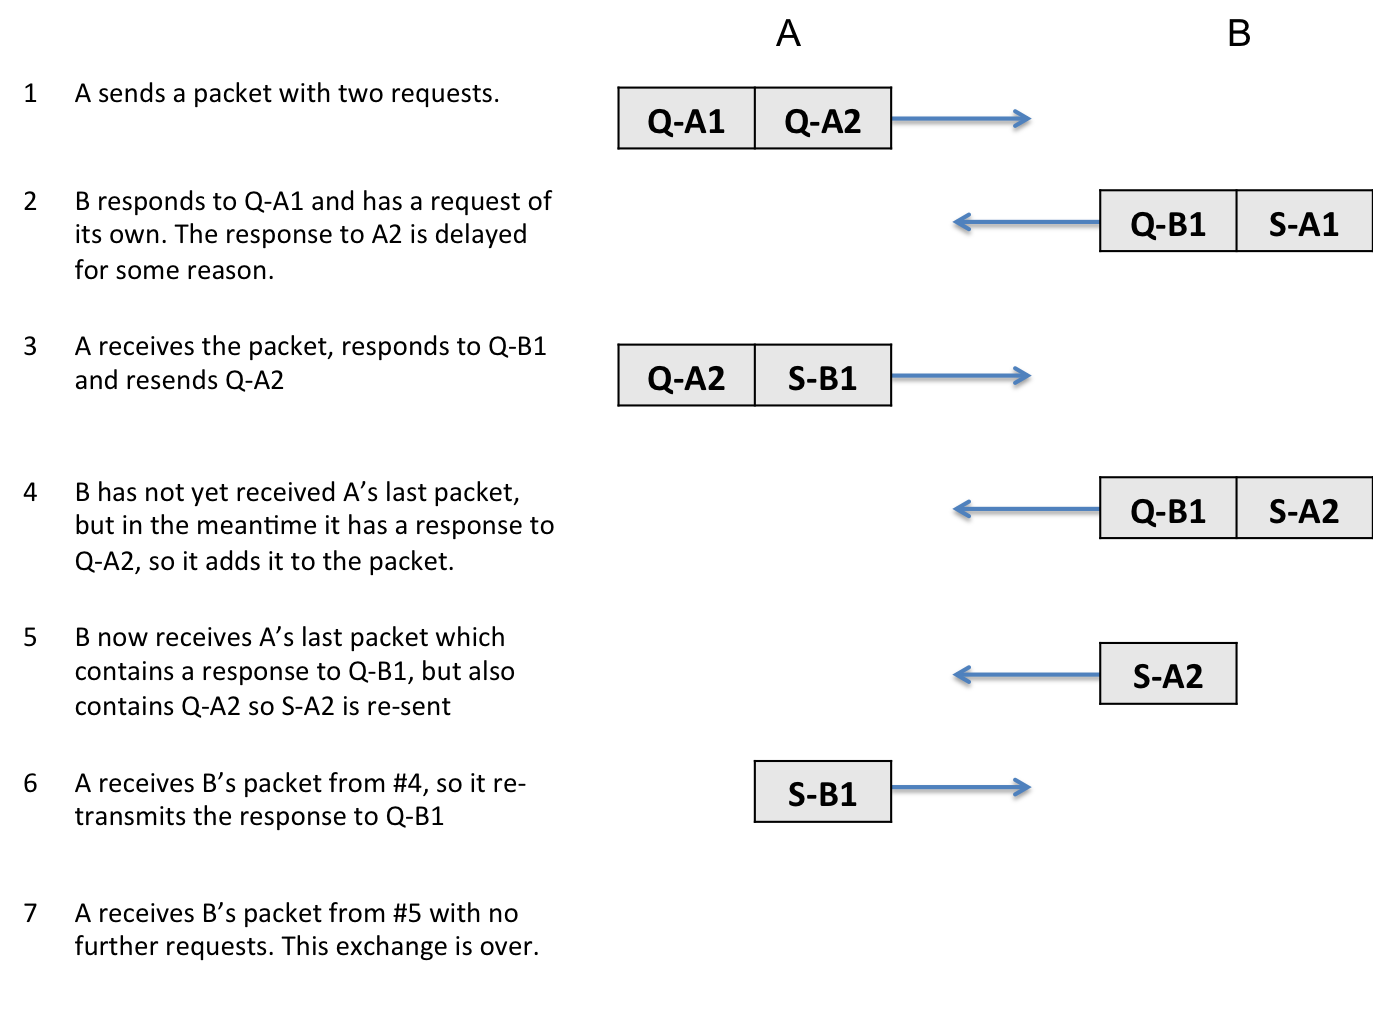 A B
1 A sends a packet with two requests.
Q-A1 Q-A2
2 B responds to Q-A1 and has a request of
its own. The response to A2 is delayed
for some reason.
Q-B1 S-A1
3 A receives the packet, responds to Q-B1
and resends Q-A2
Q-A2 S-B1
4 B has not yet received A’s last packet,
but in the meantime it has a response to
Q-A2, so it adds it to the packet.
Q-B1 S-A2
5 B now receives A’s last packet which
contains a response to Q-B1, but also
contains Q-A2 so S-A2 is re-sent
S-A2
6 A receives B’s packet from #4, so it re-
transmits the response to Q-B1
S-B1
7 A receives B’s packet from #5 with no
further requests. This exchange is over.